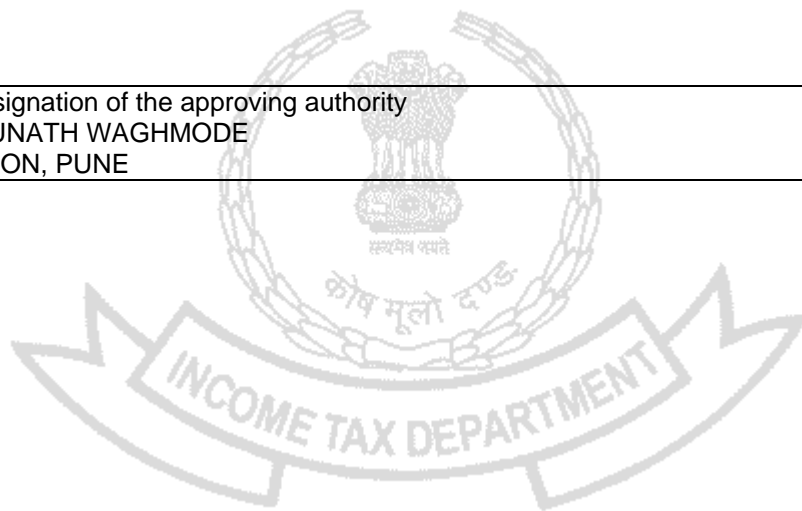 signation of the approving authority
UNATH WAGHMODE
ON, PUNE
सत्यमेव जयते
कोष मूलो दण्ड:
INCOME TAX DEPARTMENT